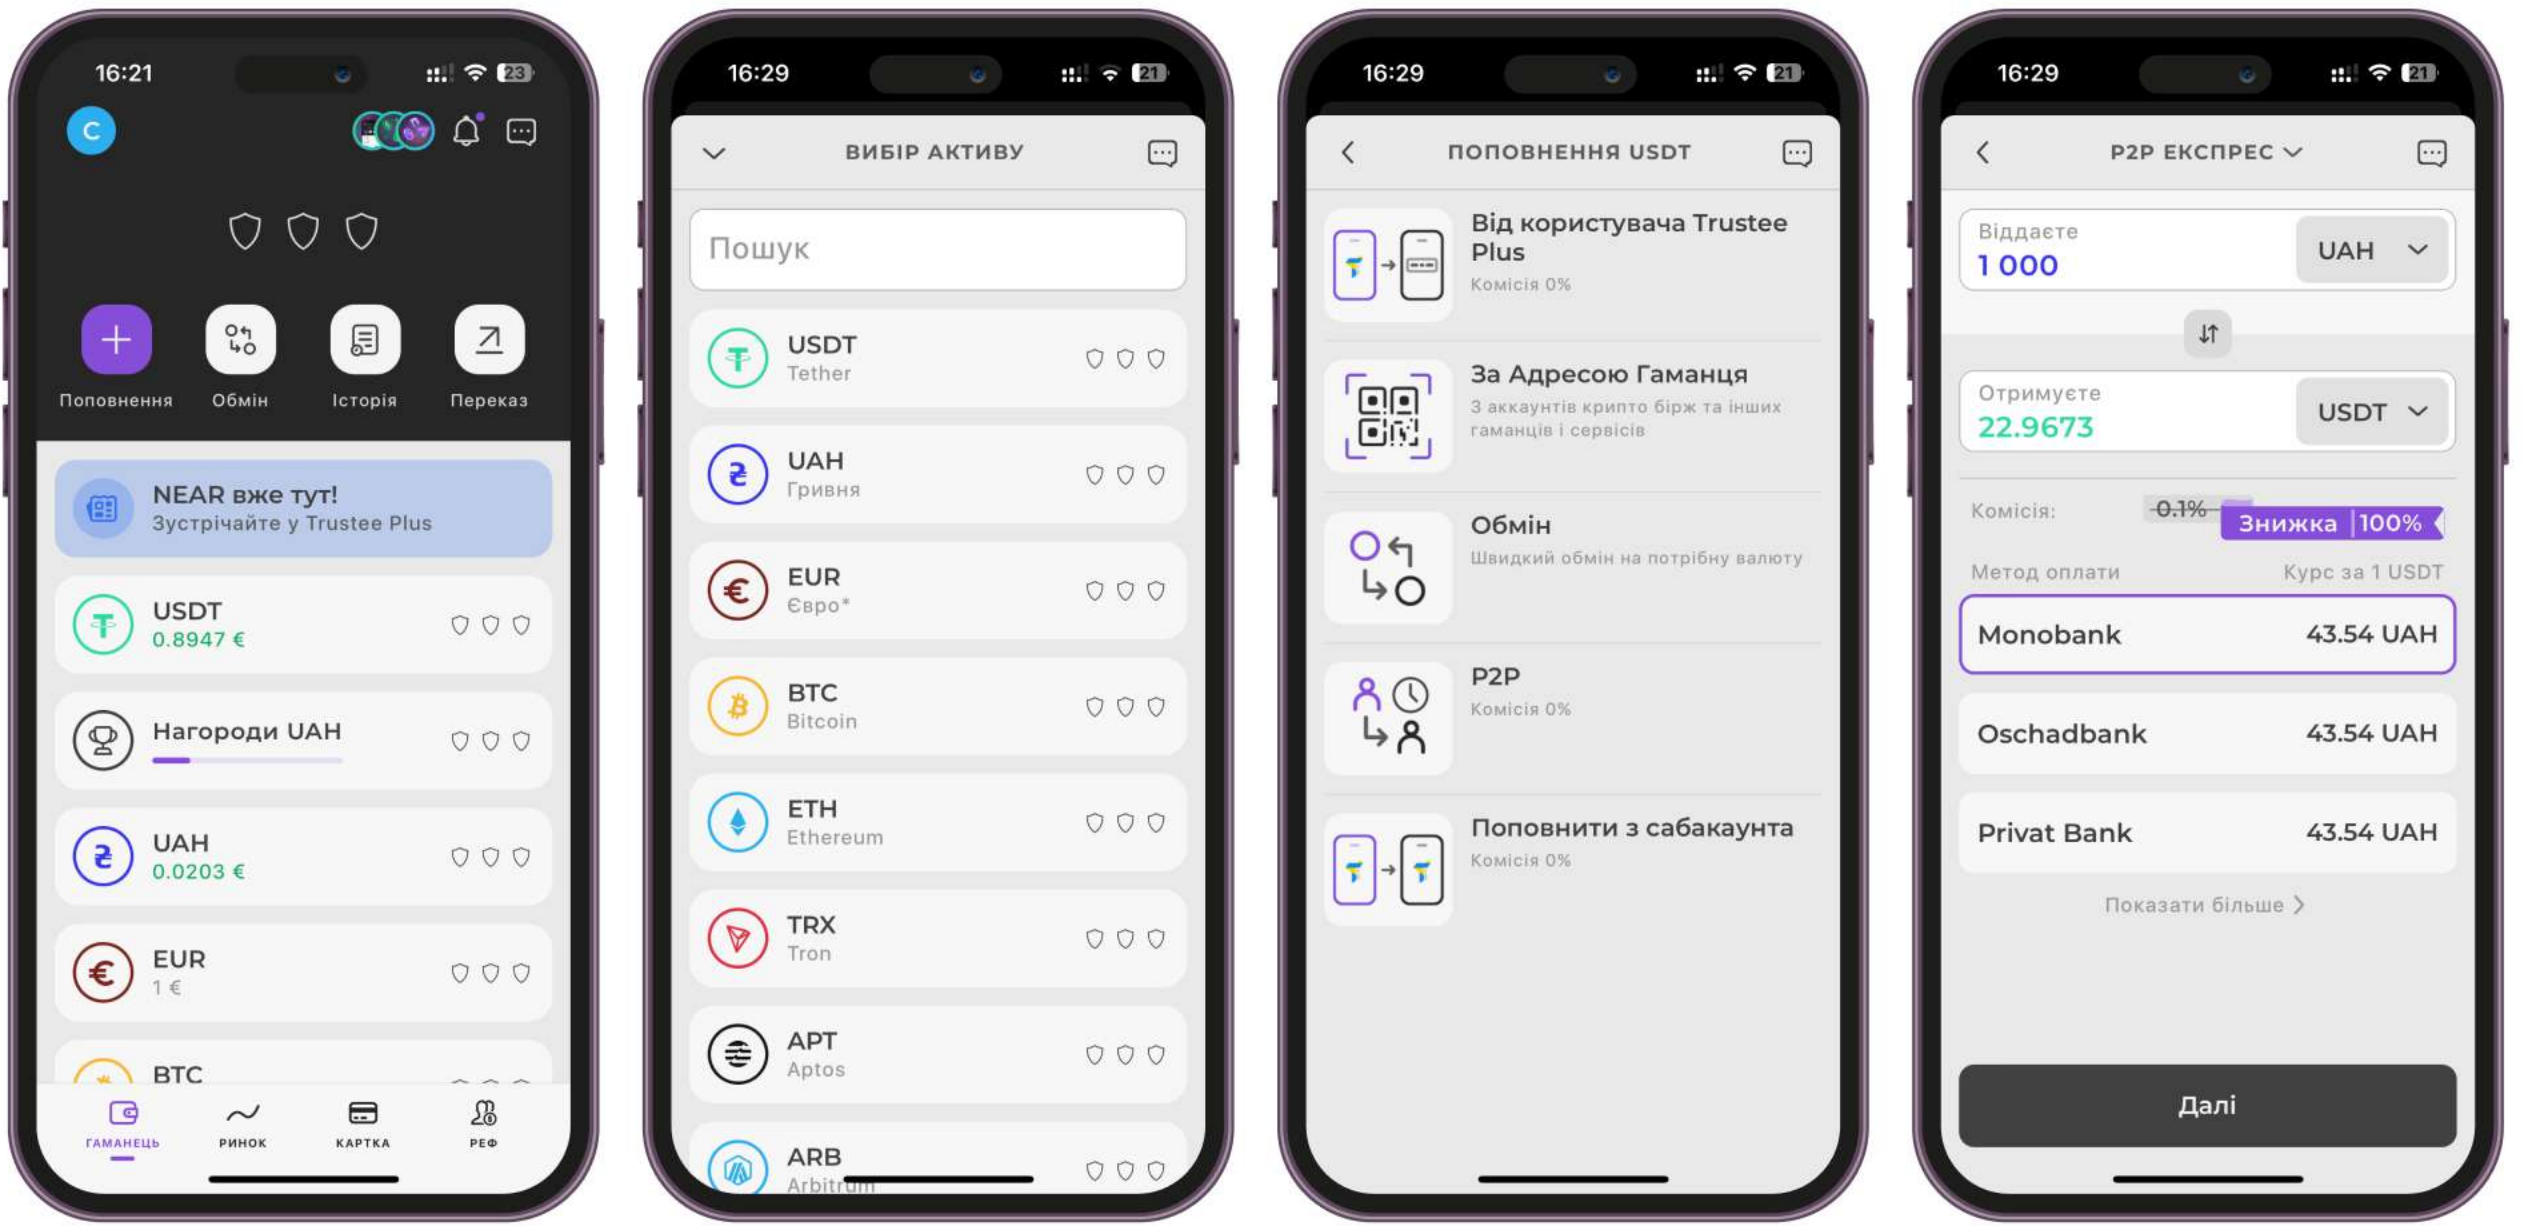 16:21
23
C
Поповнення
Обмін
Історія
Переказ
NEAR вже тут!
Зустрічайте у Trustee Plus
USDT
0.8947 €
Нагороди UAH
UAH
0.0203 €
EUR
1 €
BTC
ГАМАНЕЦЬ
РИНОК
КАРТКА
РЕФ
16:29
21
ВИБІР АКТИВУ
Пошук
USDT
Tether
UAH
Гривня
EUR
Євро*
BTC
Bitcoin
ETH
Ethereum
TRX
Tron
APT
Aptos
ARB
Arbitrum
16:29
21
ПОПОВНЕННЯ USDT
Від користувача Trustee
Plus
Комісія 0%
За Адресою Гаманця
З аккаунтів крипто бірж та інших
гаманців і сервісів
Обмін
Швидкий обмін на потрібну валюту
P2P
Комісія 0%
Поповнити з сабакаунта
Комісія 0%
16:29
21
P2P ЕКСПРЕС
Віддаєте
1 000
UAH
Отримуєте
22.9673
USDT
Комісія:
0.1%
Знижка 100%
Метод оплати
Курс за 1 USDT
Monobank
43.54 UAH
Oschadbank
43.54 UAH
Privat Bank
43.54 UAH
Показати більше
Далі